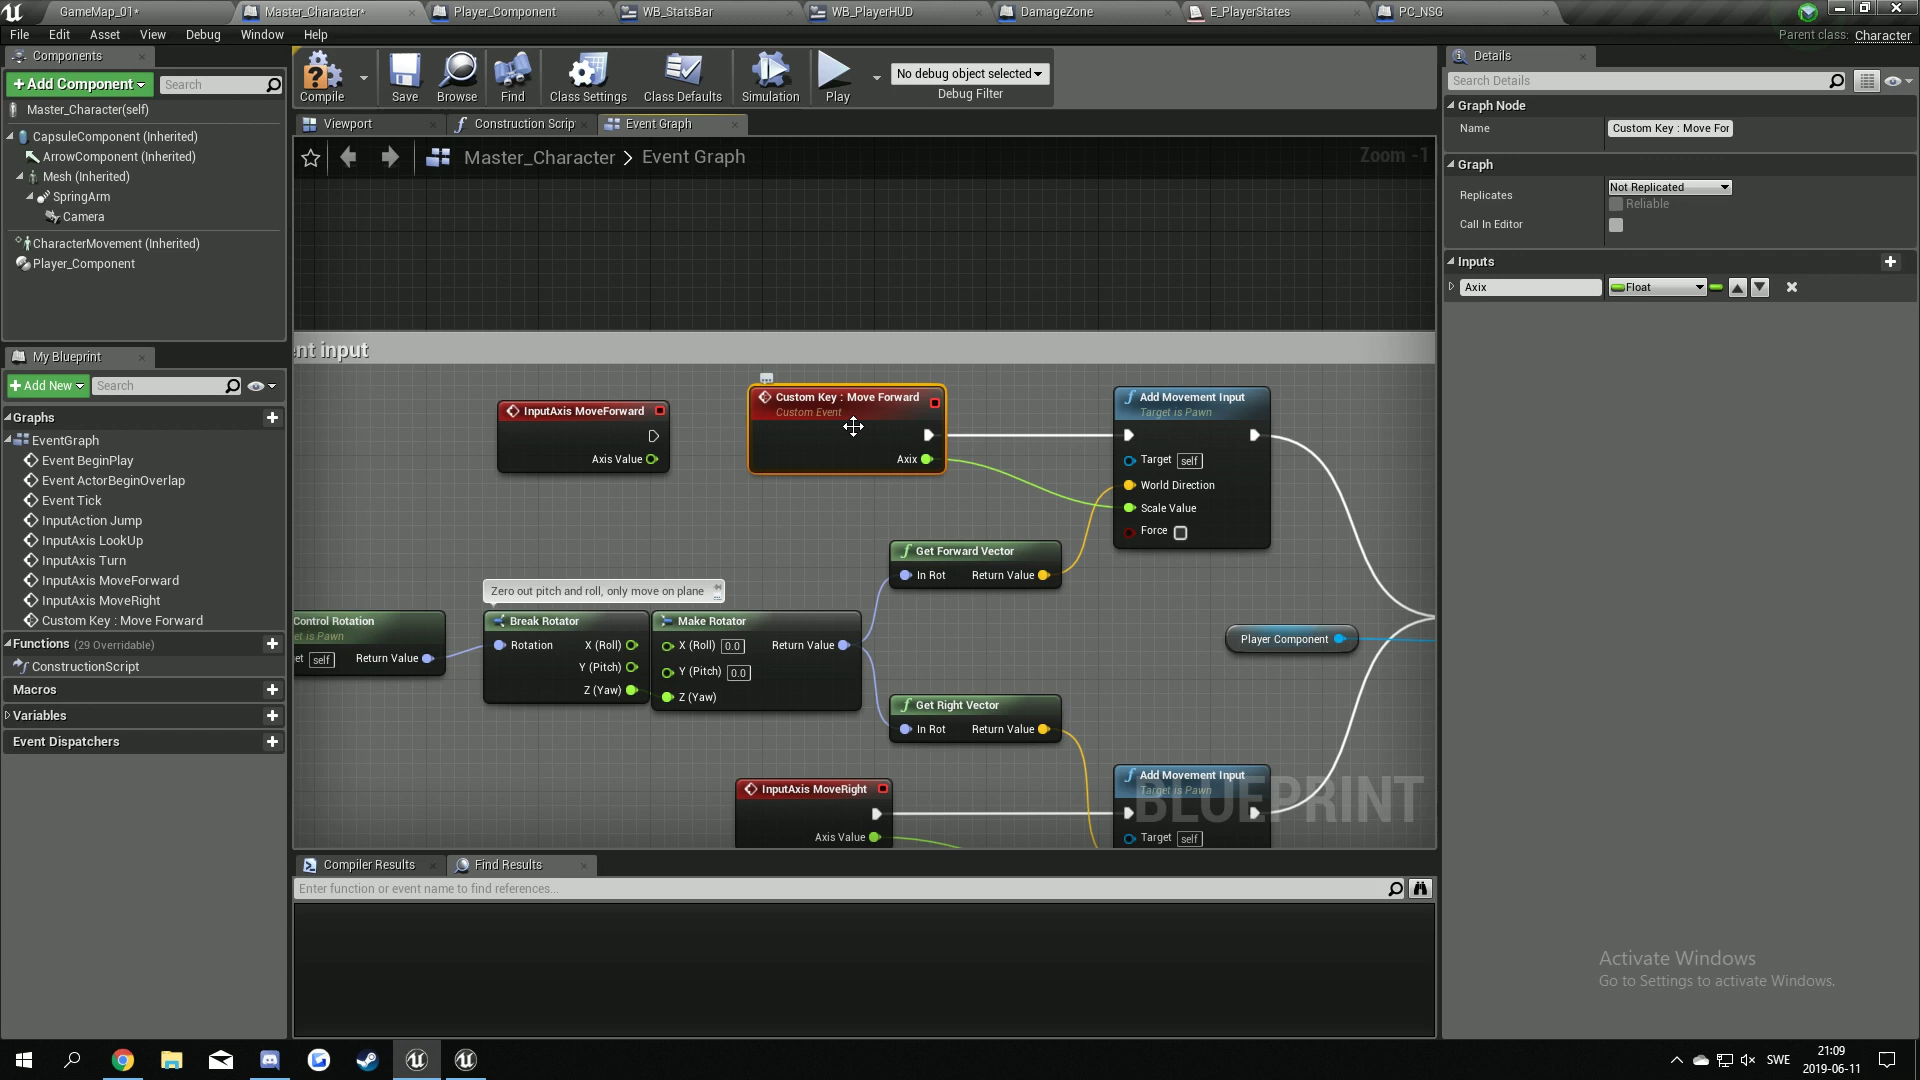 GameMap_01*
Master_Character*
Player_Component
WB_StatsBar
WB_PlayerHUD
DamageZone
E_PlayerStates
PC_NSG
File Edit Asset View Debug Window Help
Parent class: Character
Components
+Add Component
Search
Master_Character(self)
CapsuleComponent (Inherited)
ArrowComponent (Inherited)
Mesh (Inherited)
SpringArm
Camera
CharacterMovement (Inherited)
Player_Component
My Blueprint
+Add New
Search
Graphs
EventGraph
Event BeginPlay
Event ActorBeginOverlap
Event Tick
InputAction Jump
InputAxis LookUp
InputAxis Turn
InputAxis MoveForward
InputAxis MoveRight
Custom Key : Move Forward
Functions (29 Overridable)
ConstructionScript
Macros
Variables
Event Dispatchers
Compile
Save
Browse
Find
Class Settings
Class Defaults
Simulation
Play
No debug object selected
Debug Filter
Viewport
Construction Scrip
Event Graph
Master_Character > Event Graph
Zoom -1
nt input
InputAxis MoveForward
Axis Value
Custom Key : Move Forward
Custom Event
Axix
Add Movement Input
Target is Pawn
Target self
World Direction
Scale Value
Force
Get Forward Vector
In Rot Return Value
Zero out pitch and roll, only move on plane
Control Rotation
et is Pawn
et self Return Value
Break Rotator
Rotation X (Roll)
Y (Pitch)
Z (Yaw)
Make Rotator
X (Roll) 0.0 Return Value
Y (Pitch) 0.0
Z (Yaw)
Player Component
Get Right Vector
In Rot Return Value
InputAxis MoveRight
Axis Value
Add Movement Input
Target is Pawn
Target self
BLUEPRINT
Compiler Results
Find Results
Enter function or event name to find references...
Details
Search Details
Graph Node
Name Custom Key : Move For
Graph
Replicates Not Replicated
Reliable
Call In Editor
Inputs
Axix Float
Activate Windows
Go to Settings to activate Windows.
SWE
21:09
2019-06-11